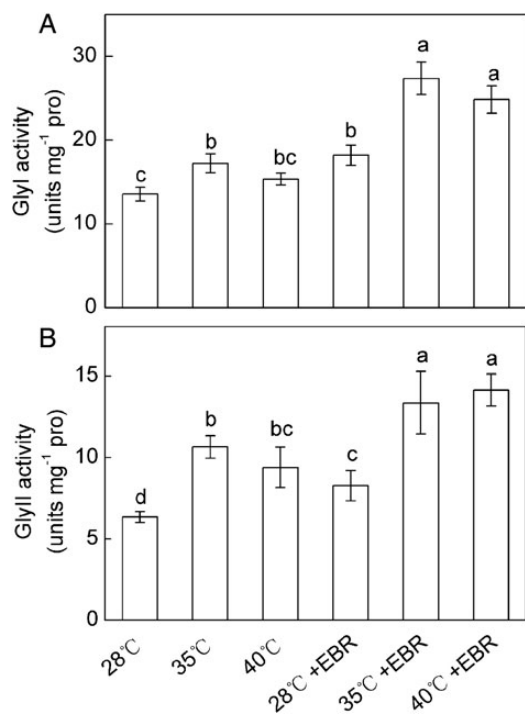 A
GlyI activity
(units mg⁻¹ pro)
30
20
10
0
c
b
bc
b
a
a
B
GlyII activity
(units mg⁻¹ pro)
15
10
5
0
d
b
bc
c
a
a
28℃
35℃
40℃
28℃ +EBR
35℃ +EBR
40℃ +EBR